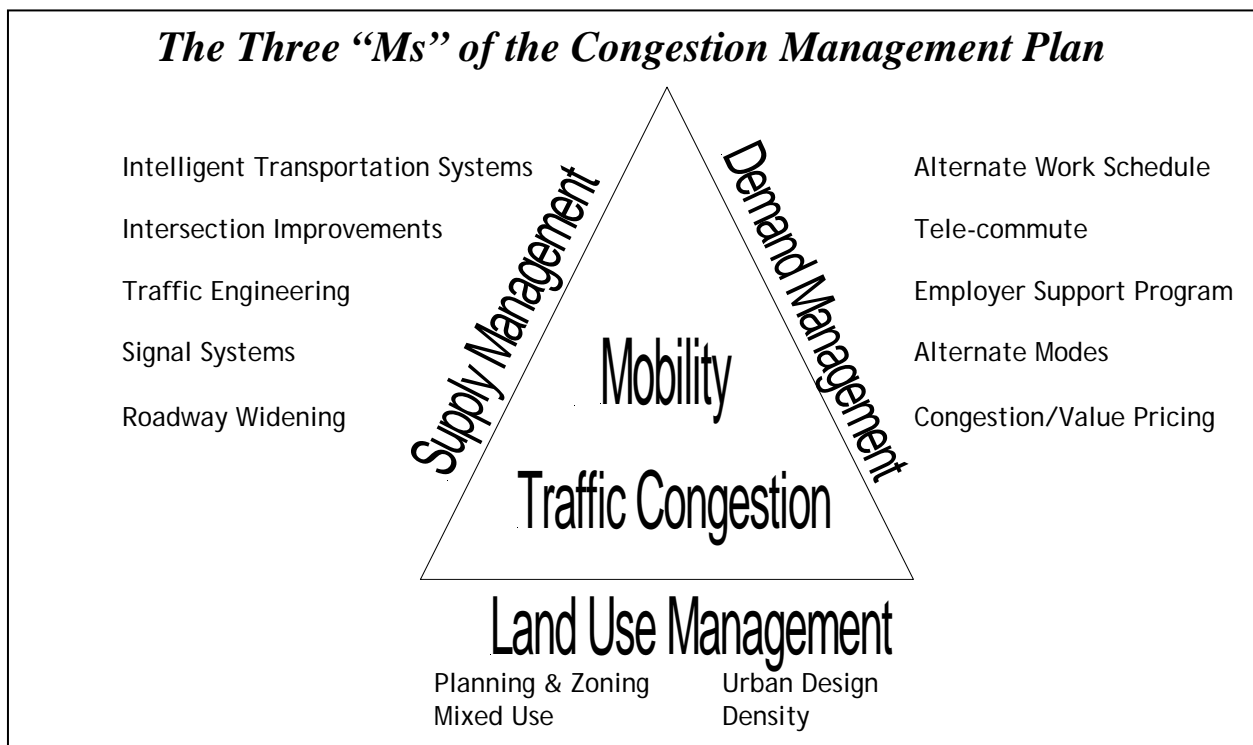 The Three “Ms” of the Congestion Management Plan
Intelligent Transportation Systems
Intersection Improvements
Traffic Engineering
Signal Systems
Roadway Widening
Supply Management
Mobility
Traffic Congestion
Demand Management
Alternate Work Schedule
Tele-commute
Employer Support Program
Alternate Modes
Congestion/Value Pricing
Land Use Management
Planning & Zoning
Mixed Use
Urban Design
Density